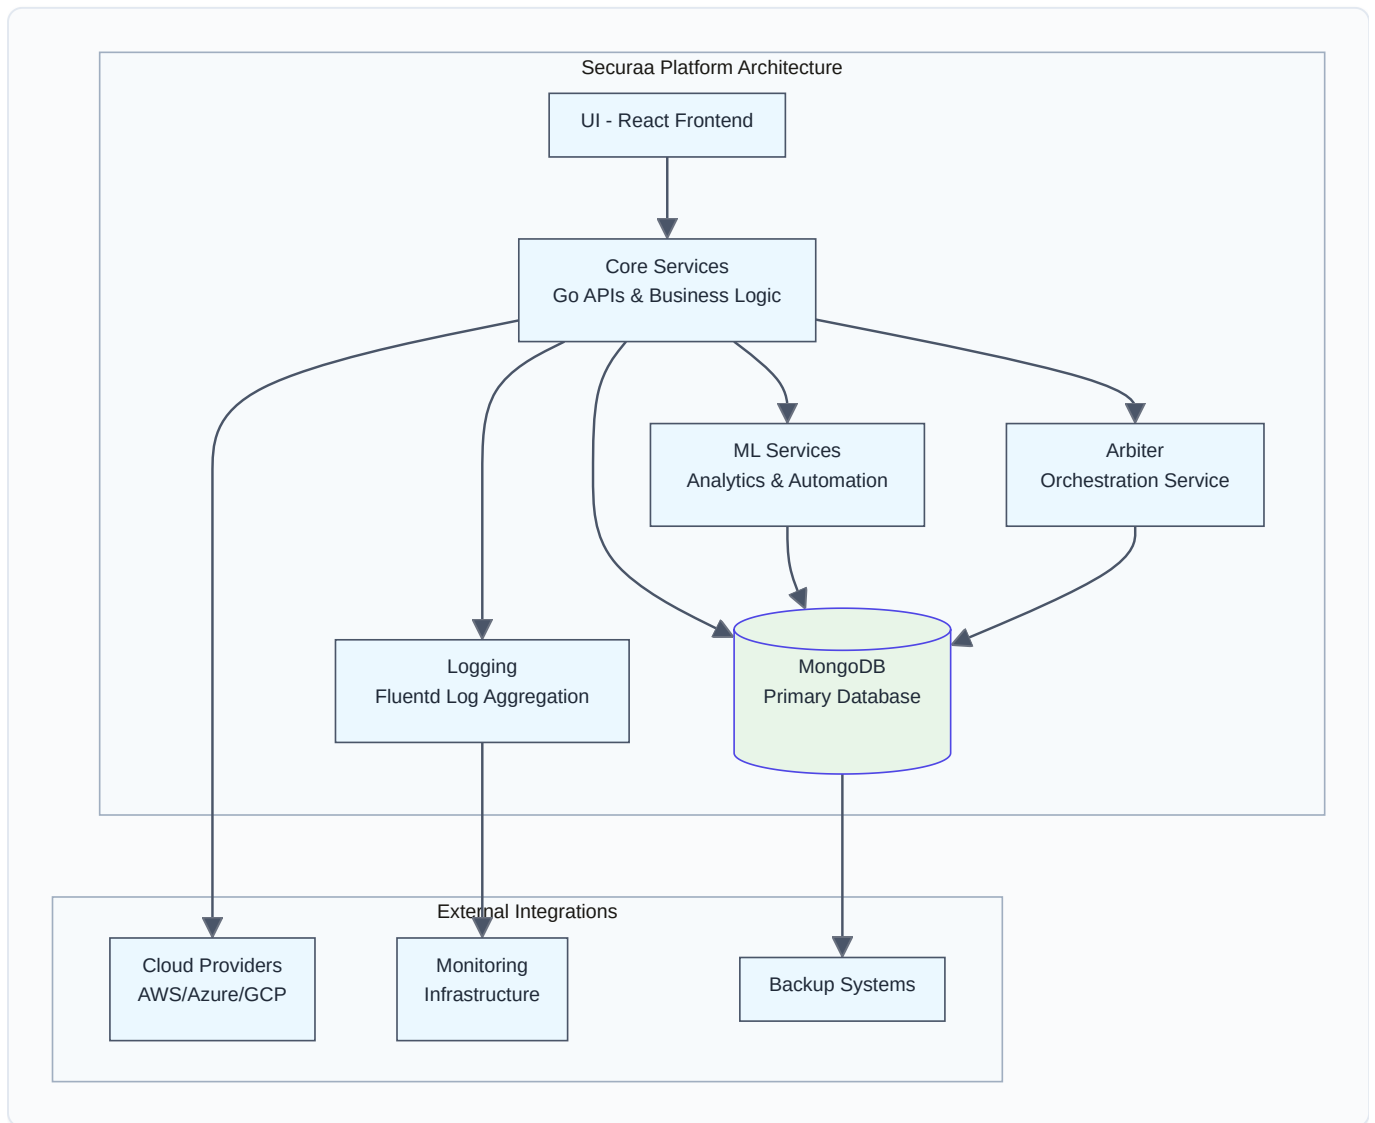 Securaa Platform Architecture
UI - React Frontend
Core Services
Go APIs & Business Logic
ML Services
Analytics & Automation
Arbiter
Orchestration Service
Logging
Fluentd Log Aggregation
MongoDB
Primary Database
External Integrations
Cloud Providers
AWS/Azure/GCP
Monitoring
Infrastructure
Backup Systems